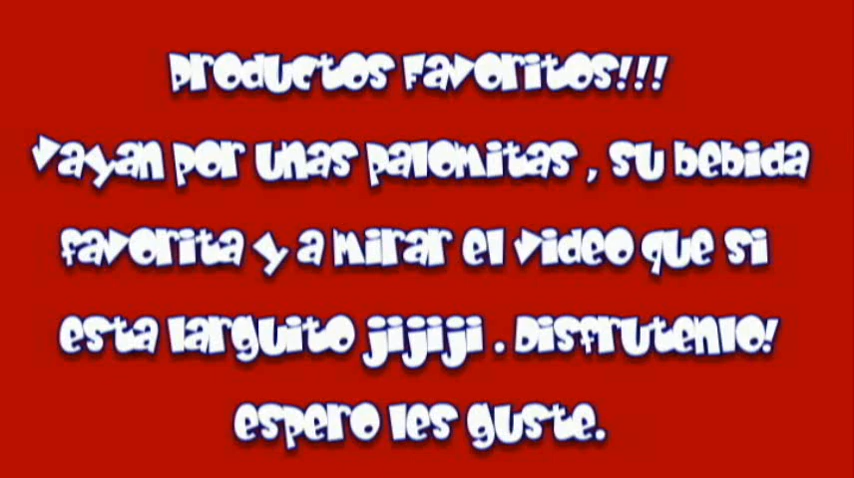 Productos Favoritos!!!
Vayan por unas palomitas , su bebida
favorita y a mirar el video que si
esta larguito jijiji . Disfrutenlo!
espero les guste.